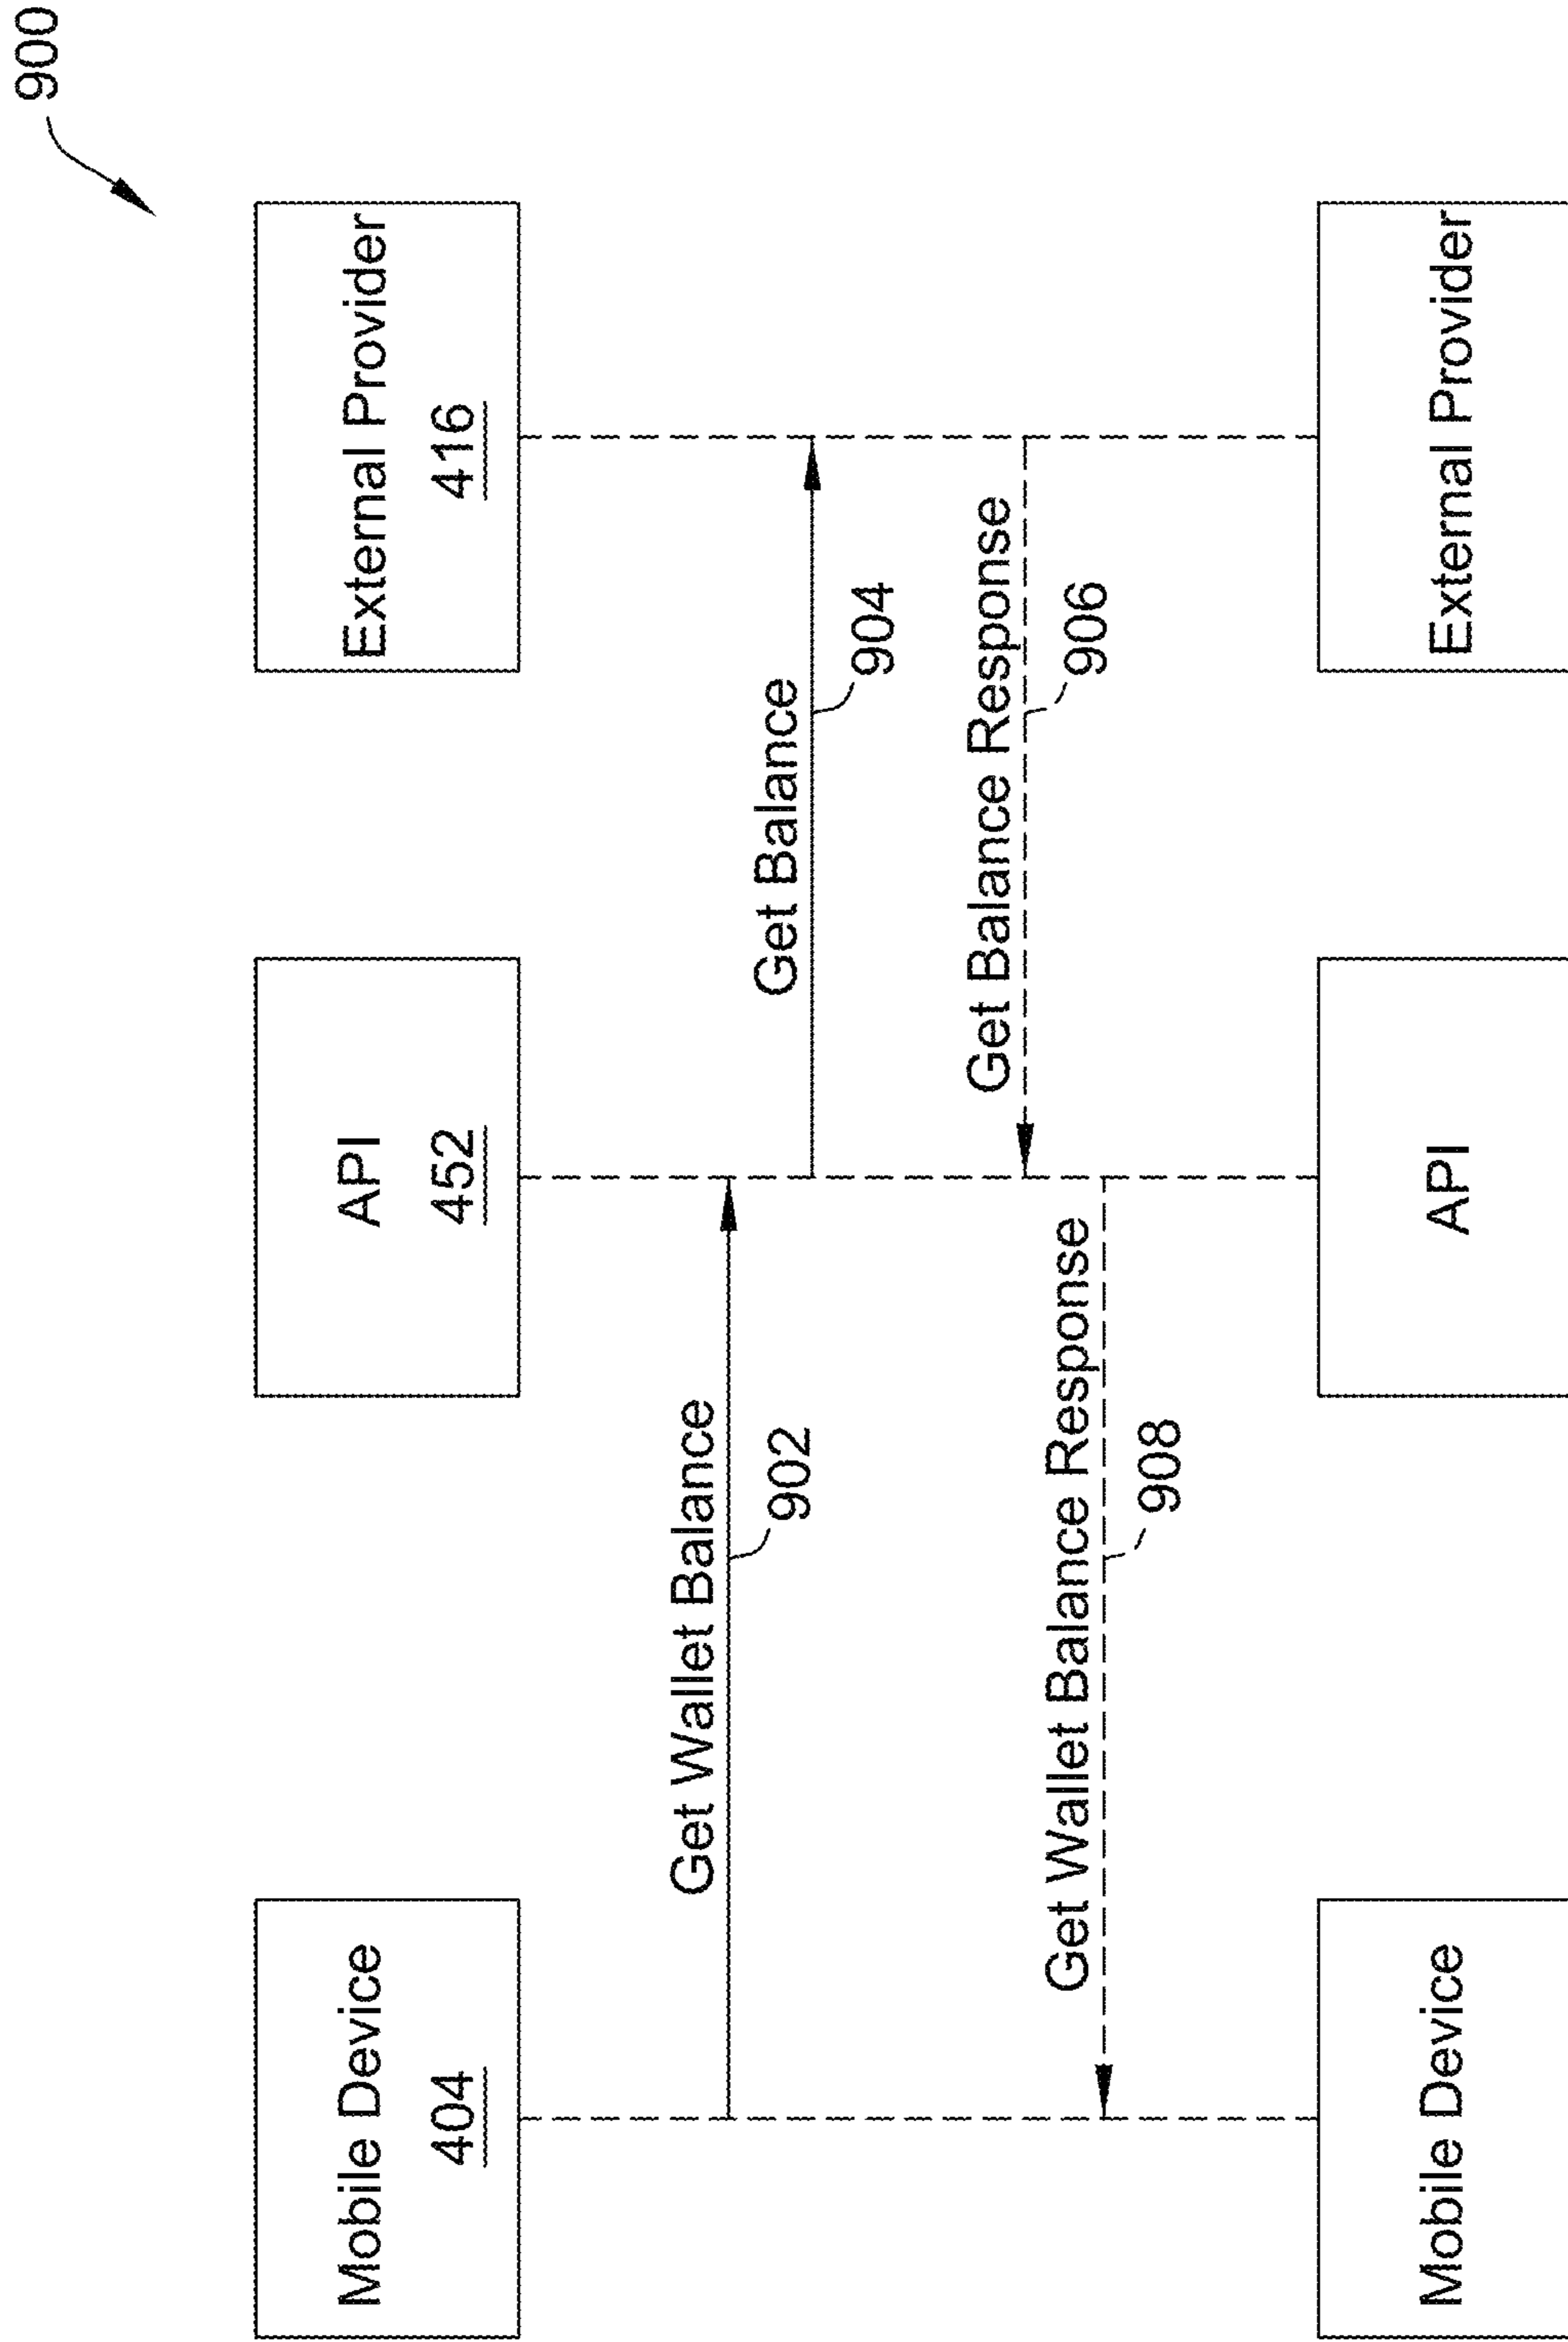 900
Mobile Device
404
API
452
External Provider
416
Get Wallet Balance
902
Get Balance
904
Get Balance Response
906
Get Wallet Balance Response
908
Mobile Device
API
External Provider